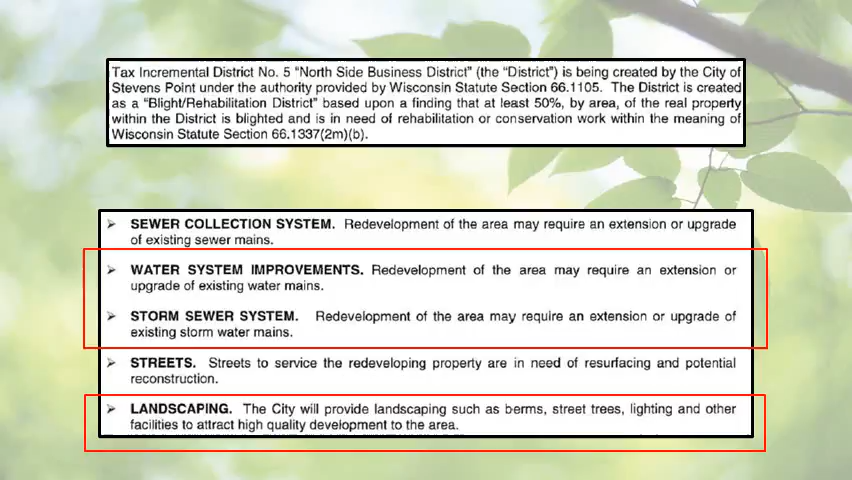 Tax Incremental District No. 5 "North Side Business District" (the "District") is being created by the City of
Stevens Point under the authority provided by Wisconsin Statute Section 66.1105. The District is created
as a "Blight/Rehabilitation District" based upon a finding that at least 50%, by area, of the real property
within the District is blighted and is in need of rehabilitation or conservation work within the meaning of
Wisconsin Statute Section 66.1337(2m)(b).
➢ SEWER COLLECTION SYSTEM. Redevelopment of the area may require an extension or upgrade
of existing sewer mains.
➢ WATER SYSTEM IMPROVEMENTS. Redevelopment of the area may require an extension or
upgrade of existing water mains.
➢ STORM SEWER SYSTEM. Redevelopment of the area may require an extension or upgrade of
existing storm water mains.
➢ STREETS. Streets to service the redeveloping property are in need of resurfacing and potential
reconstruction.
➢ LANDSCAPING. The City will provide landscaping such as berms, street trees, lighting and other
facilities to attract high quality development to the area.